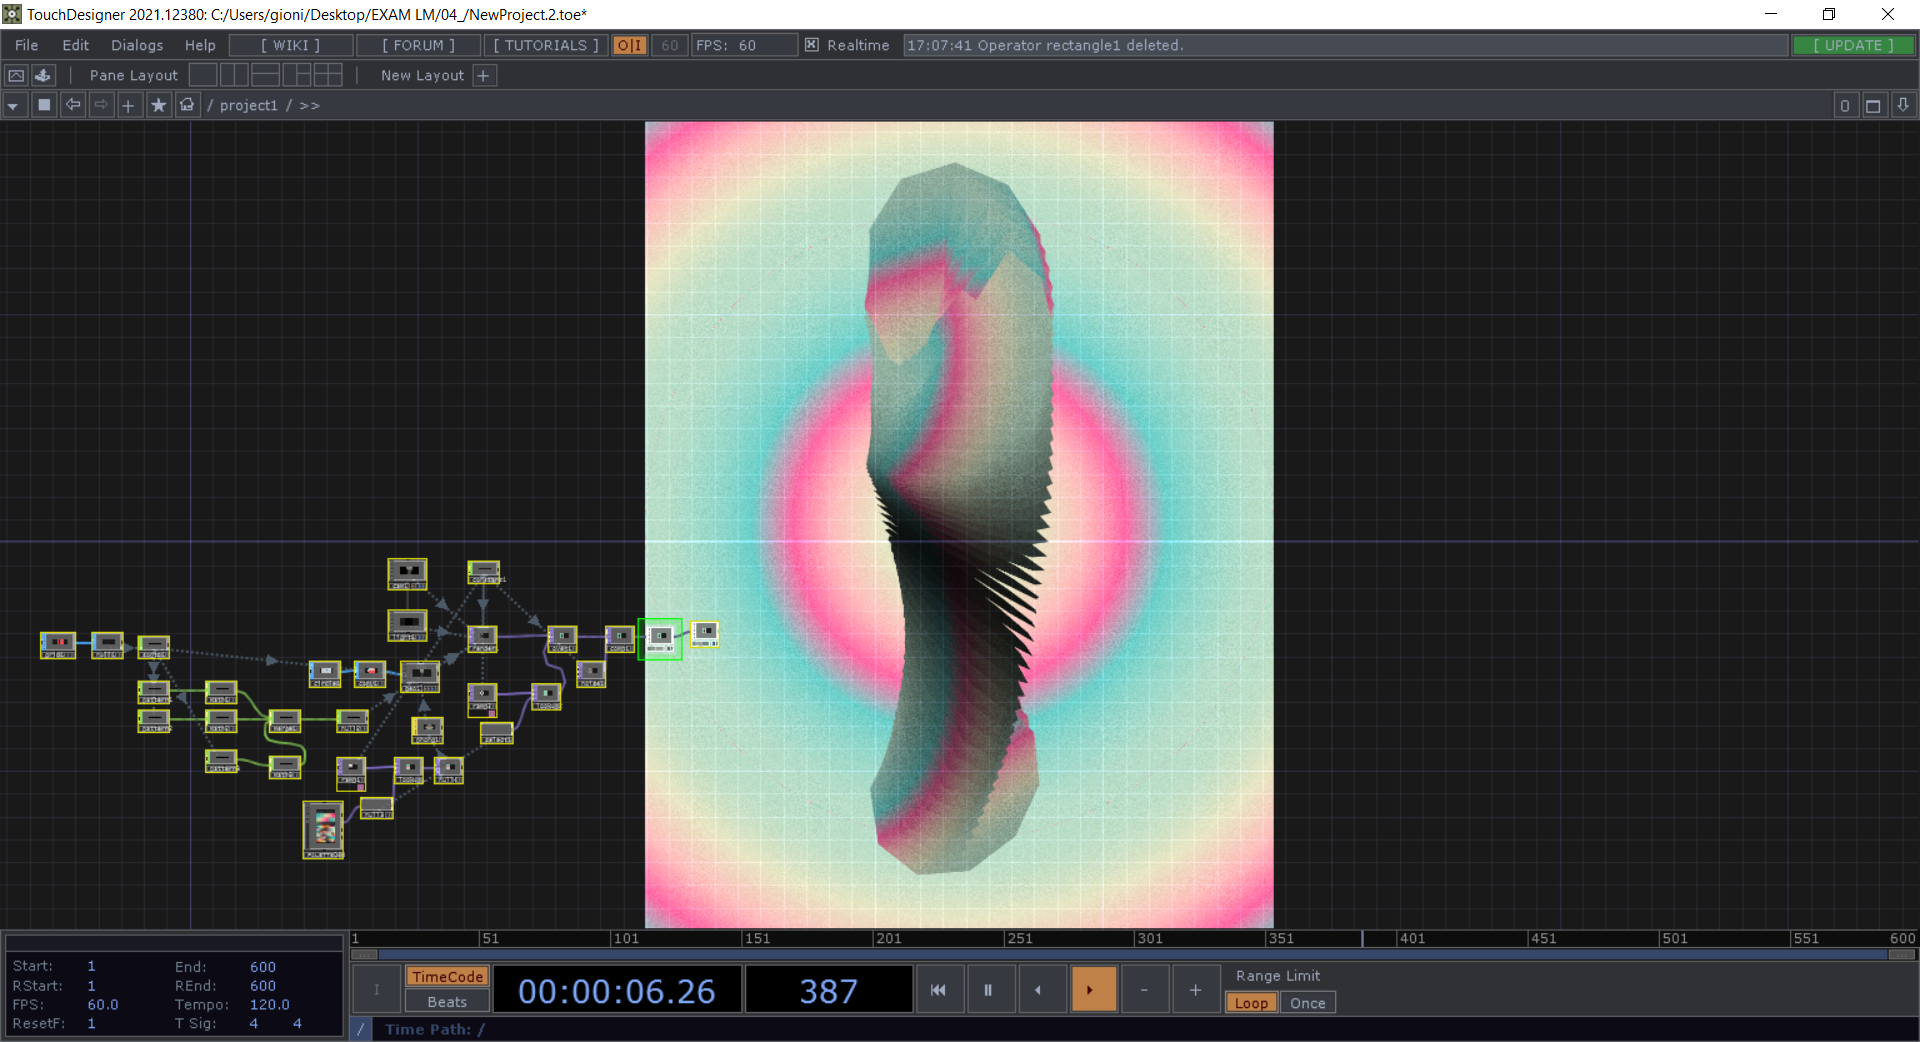 TouchDesigner 2021.12380: C:/Users/gioni/Desktop/EXAM LM/04_/NewProject.2.toe*
File Edit Dialogs Help [ WIKI ] [ FORUM ] [ TUTORIALS ] O|I 60 FPS: 60 Realtime 17:07:41 Operator rectangle1 deleted. [ UPDATE ]
Pane Layout New Layout +
/ project1 / >> 0
1 51 101 151 201 251 301 351 401 451 501 551 600
Start: 1 End: 600
RStart: 1 REnd: 600
FPS: 60.0 Tempo: 120.0
ResetF: 1 T Sig: 4 4
I TimeCode Beats 00:00:06.26 387 - + Range Limit
Loop Once
/ Time Path: /